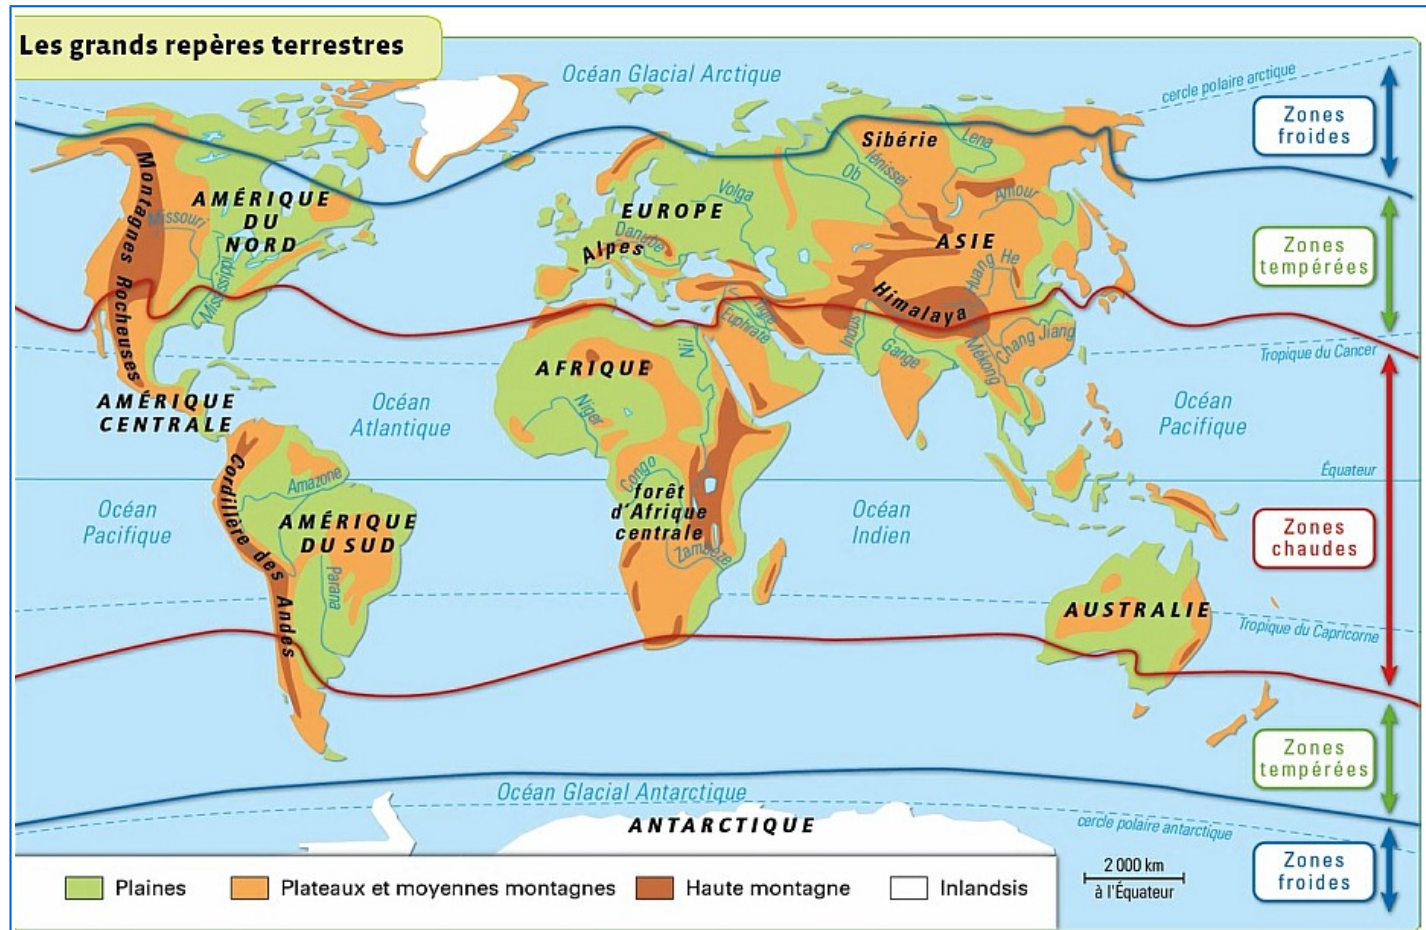 Les grands repères terrestres
Océan Glacial Arctique
cercle polaire arctique
Zones
froides
Sibérie
Lena
Iénissei
Ob
Montagnes Rocheuses
AMÉRIQUE
DU
NORD
Missouri
Mississippi
Volga
EUROPE
Danube
Alpes
Amour
ASIE
Zones
tempérées
Huang He
Himalaya
Tigre
Euphrate
Indus
Gange
Mékong
Chang Jiang
Tropique du Cancer
AFRIQUE
Nil
Niger
AMÉRIQUE
CENTRALE
Océan
Atlantique
Océan
Pacifique
Équateur
Cordillère des Andes
Amazone
Congo
forêt
d'Afrique
centrale
Zambèze
Océan
Pacifique
AMÉRIQUE
DU SUD
Parana
Océan
Indien
Zones
chaudes
AUSTRALIE
Tropique du Capricorne
Zones
tempérées
Océan Glacial Antarctique
ANTARCTIQUE
cercle polaire antarctique
Zones
froides
Plaines
Plateaux et moyennes montagnes
Haute montagne
Inlandsis
2 000 km
à l'Équateur